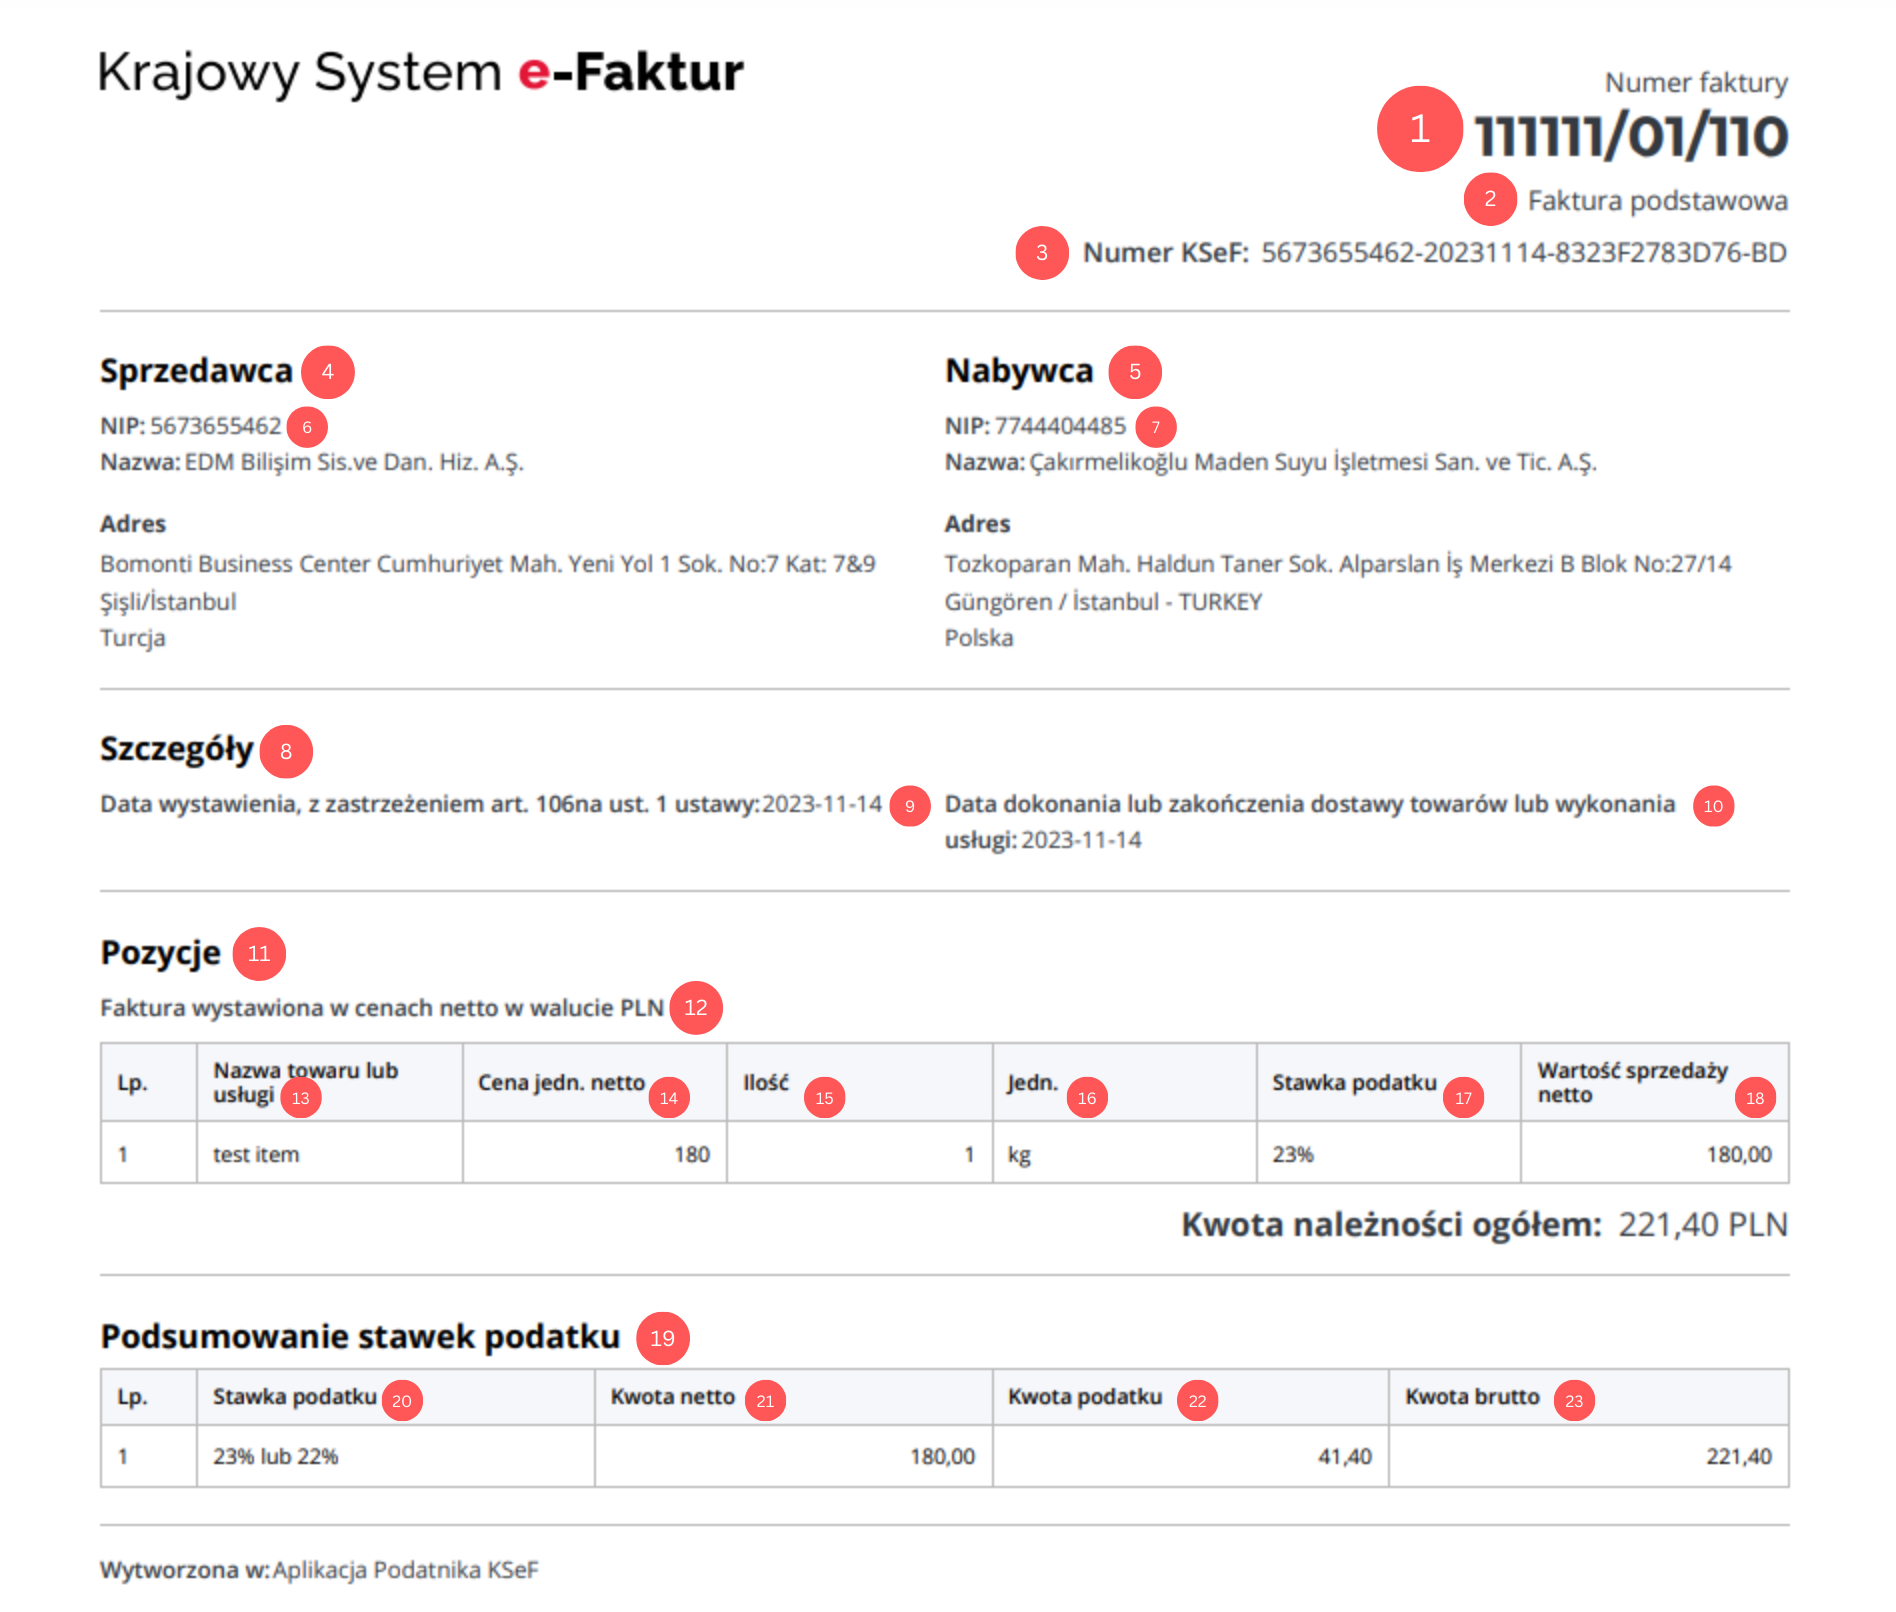 Krajowy System e-Faktur
Numer faktury
1 111111/01/110
2 Faktura podstawowa
3 Numer KSeF: 5673655462-20231114-8323F2783D76-BD
Sprzedawca 4
NIP: 5673655462 6
Nazwa: EDM Bilişim Sis.ve Dan. Hiz. A.Ş.
Adres
Bomonti Business Center Cumhuriyet Mah. Yeni Yol 1 Sok. No:7 Kat: 7&9
Şişli/İstanbul
Turcja
Nabywca 5
NIP: 7744404485 7
Nazwa: Çakırmelikoğlu Maden Suyu İşletmesi San. ve Tic. A.Ş.
Adres
Tozkoparan Mah. Haldun Taner Sok. Alparslan İş Merkezi B Blok No:27/14
Güngören / İstanbul - TURKEY
Polska
Szczegóły 8
Data wystawienia, z zastrzeżeniem art. 106na ust. 1 ustawy: 2023-11-14 9
Data dokonania lub zakończenia dostawy towarów lub wykonania 10
usługi: 2023-11-14
Pozycje 11
Faktura wystawiona w cenach netto w walucie PLN 12
Lp. Nazwa towaru lub usługi 13 Cena jedn. netto 14 Ilość 15 Jedn. 16 Stawka podatku 17 Wartość sprzedaży netto 18
1 test item 180 1 kg 23% 180,00
Kwota należności ogółem: 221,40 PLN
Podsumowanie stawek podatku 19
Lp. Stawka podatku 20 Kwota netto 21 Kwota podatku 22 Kwota brutto 23
1 23% lub 22% 180,00 41,40 221,40
Wytworzona w: Aplikacja Podatnika KSeF